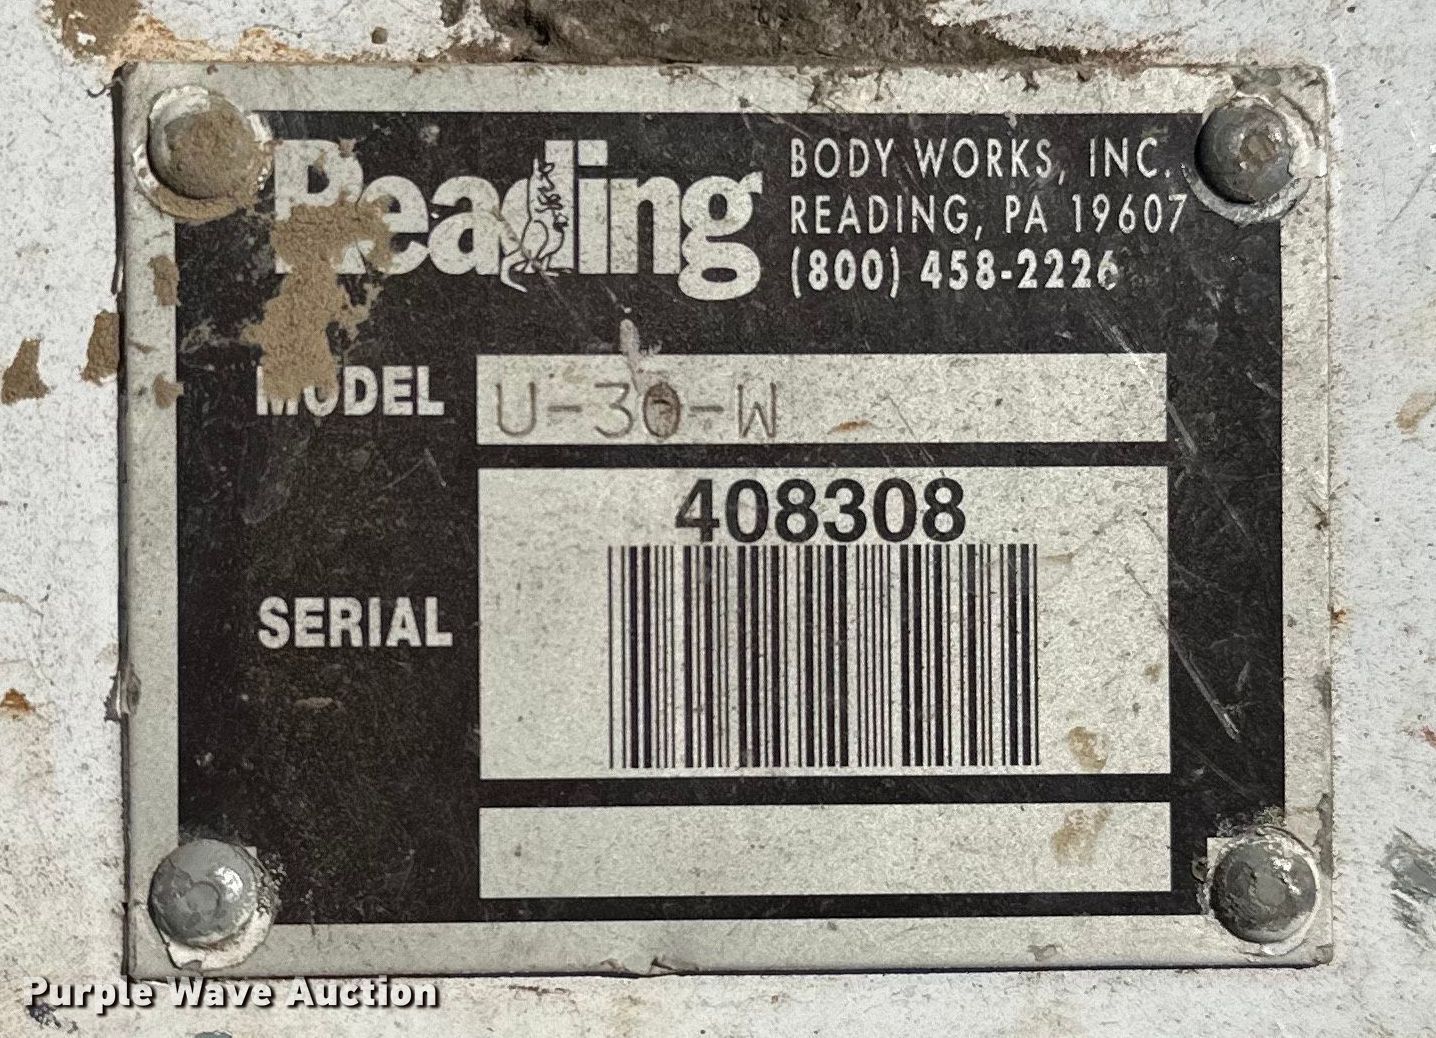 Reading
BODY WORKS, INC.
READING, PA 19607
(800) 458-2226
MODEL U-30-W
408308
SERIAL
Purple Wave Auction